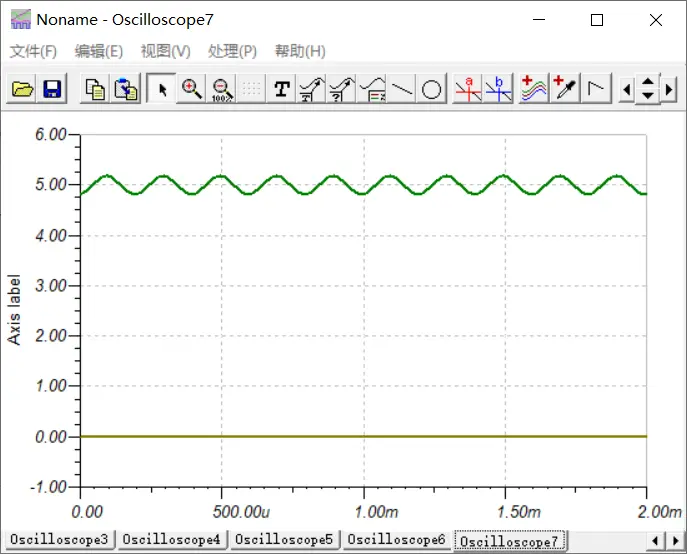 Noname - Oscilloscope7
文件(F) 编辑(E) 视图(V) 处理(P) 帮助(H)
100%
T
T
?
a
b
6.00
5.00
4.00
3.00
2.00
1.00
0.00
-1.00
Axis label
0.00 500.00u 1.00m 1.50m 2.00m
Oscilloscope3 Oscilloscope4 Oscilloscope5 Oscilloscope6 Oscilloscope7